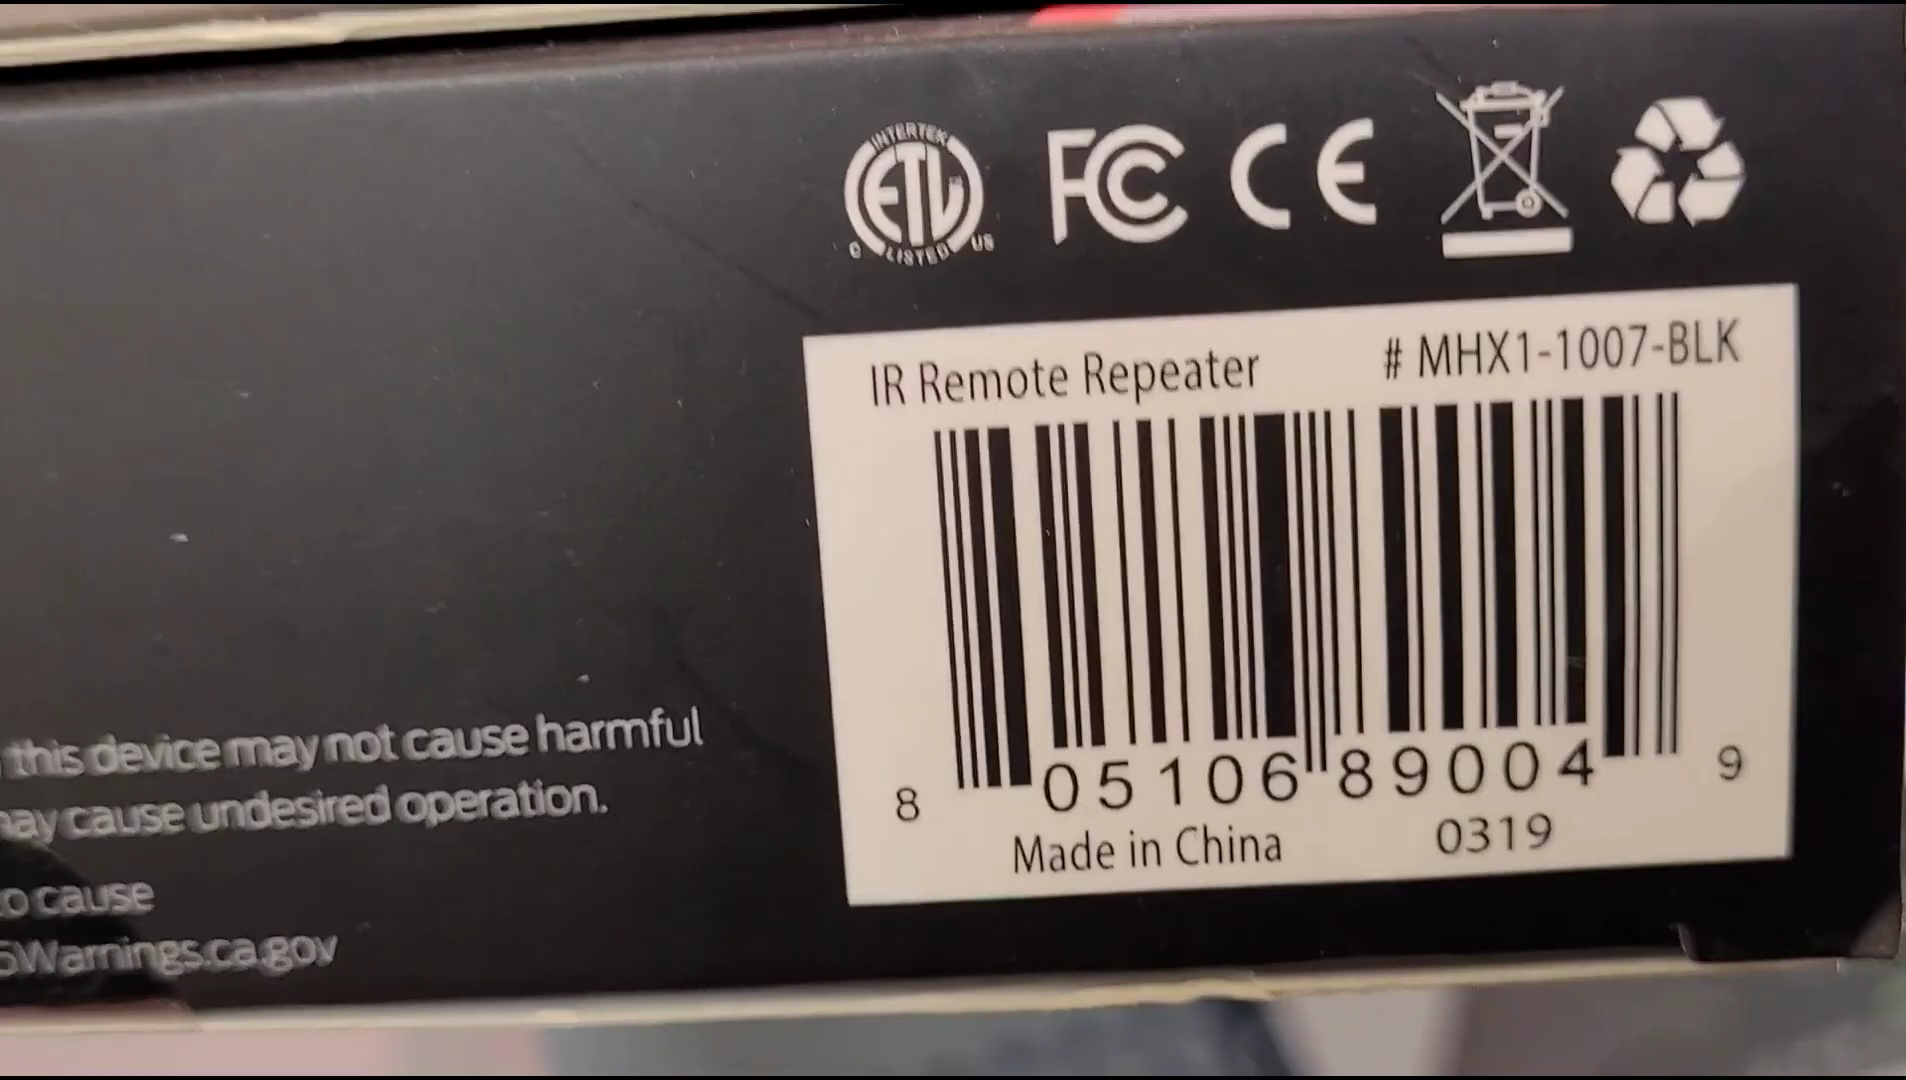 INTERTEK
ETL
C LISTED US
FC CE
IR Remote Repeater # MHX1-1007-BLK
8 05106 89004 9
Made in China 0319
this device may not cause harmful
may cause undesired operation.
to cause
Warnings.ca.gov